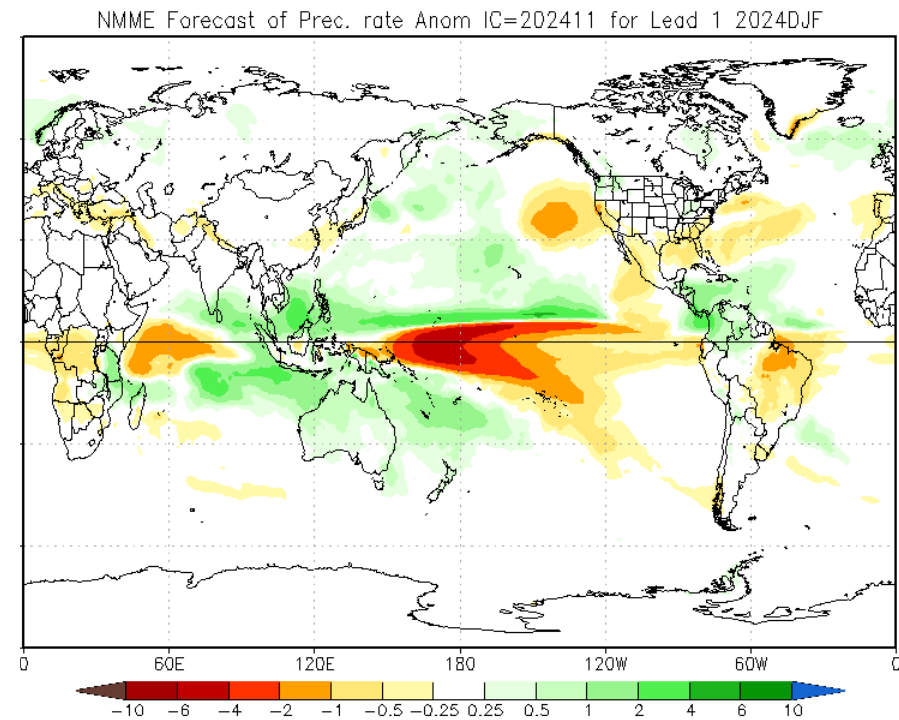 NMME Forecast of Prec. rate Anom IC=202411 for Lead 1 2024DJF
0 60E 120E 180 120W 60W 0
-10 -6 -4 -2 -1 -0.5 -0.25 0.25 0.5 1 2 4 6 10